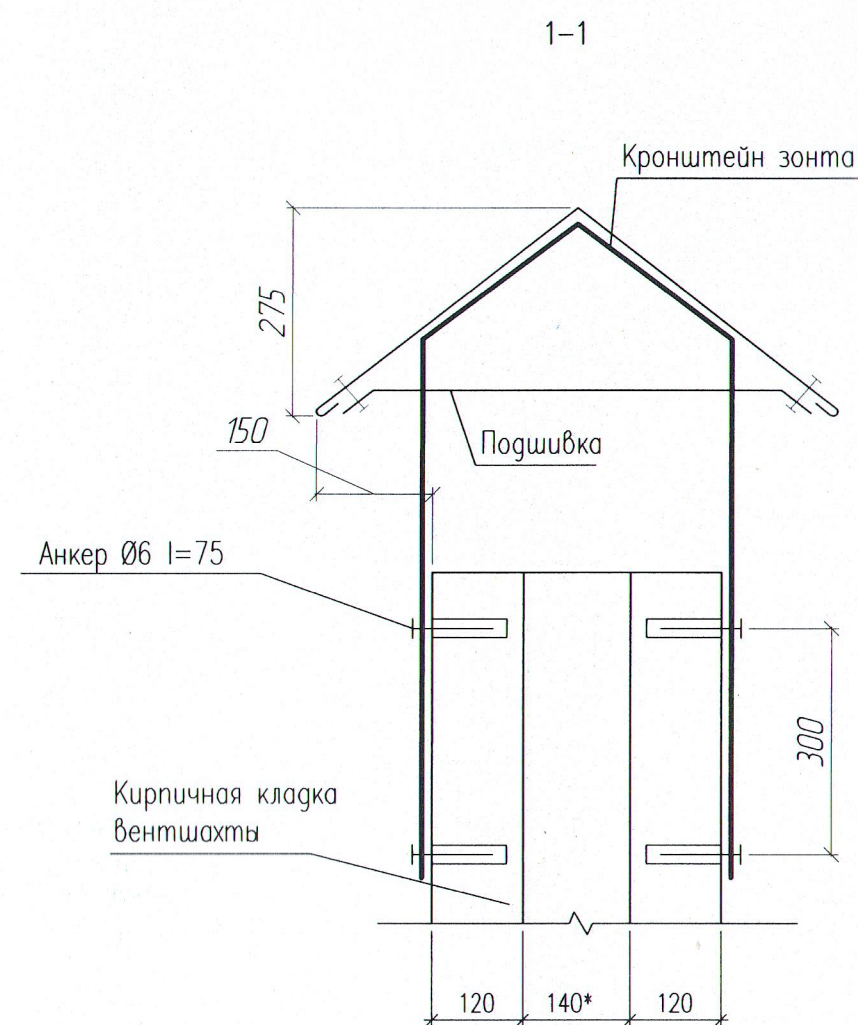 1-1
Кронштейн зонта
275
150
Подшивка
Анкер Ø6 l=75
300
Кирпичная кладка
вентшахты
120
140*
120